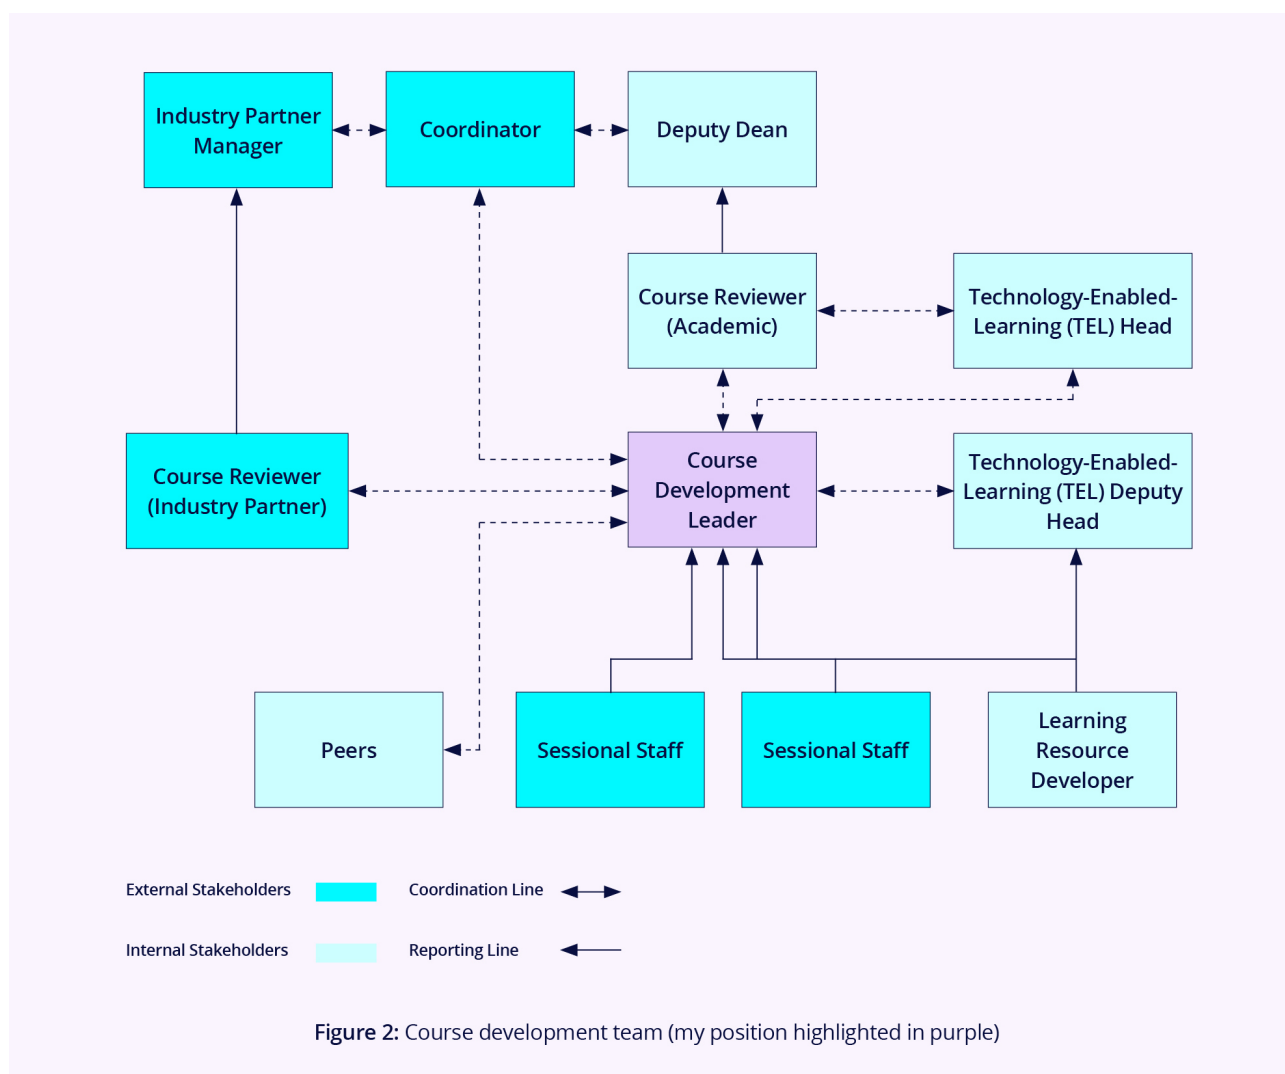 Industry Partner
Manager
Coordinator
Deputy Dean
Course Reviewer
(Academic)
Technology-Enabled-
Learning (TEL) Head
Course Reviewer
(Industry Partner)
Course
Development
Leader
Technology-Enabled-
Learning (TEL) Deputy
Head
Peers
Sessional Staff
Sessional Staff
Learning
Resource
Developer
External Stakeholders
Coordination Line
Internal Stakeholders
Reporting Line
Figure 2: Course development team (my position highlighted in purple)